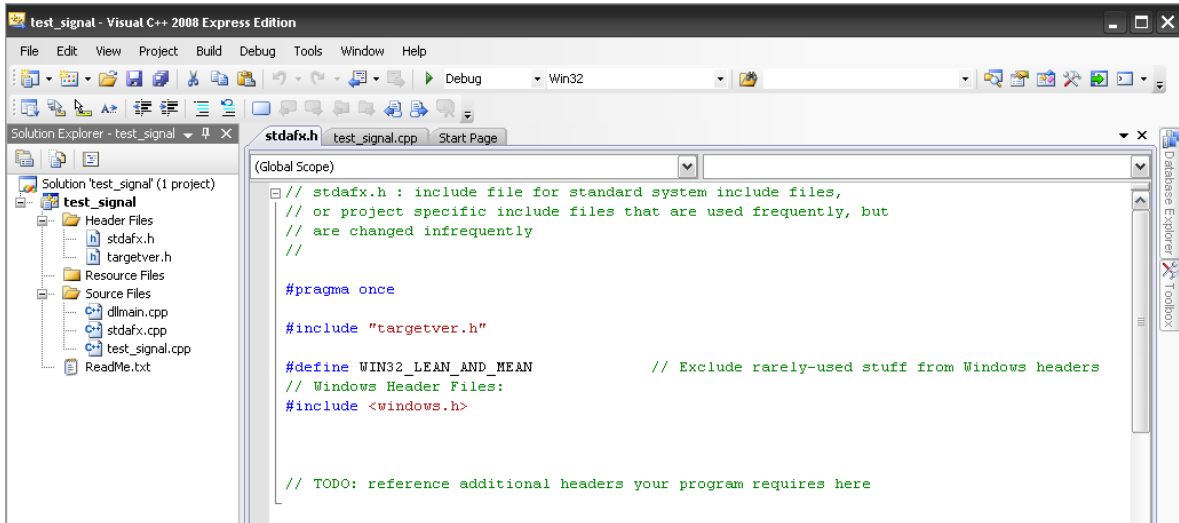 test_signal - Visual C++ 2008 Express Edition
File Edit View Project Build Debug Tools Window Help
Debug Win32
Solution Explorer - test_signal
stdafx.h test_signal.cpp Start Page
(Global Scope)
Solution 'test_signal' (1 project)
test_signal
Header Files
stdafx.h
targetver.h
Resource Files
Source Files
dllmain.cpp
stdafx.cpp
test_signal.cpp
ReadMe.txt
// stdafx.h : include file for standard system include files,
// or project specific include files that are used frequently, but
// are changed infrequently
//
#pragma once
#include "targetver.h"
#define WIN32_LEAN_AND_MEAN // Exclude rarely-used stuff from Windows headers
// Windows Header Files:
#include <windows.h>
// TODO: reference additional headers your program requires here
Database Explorer
Toolbox